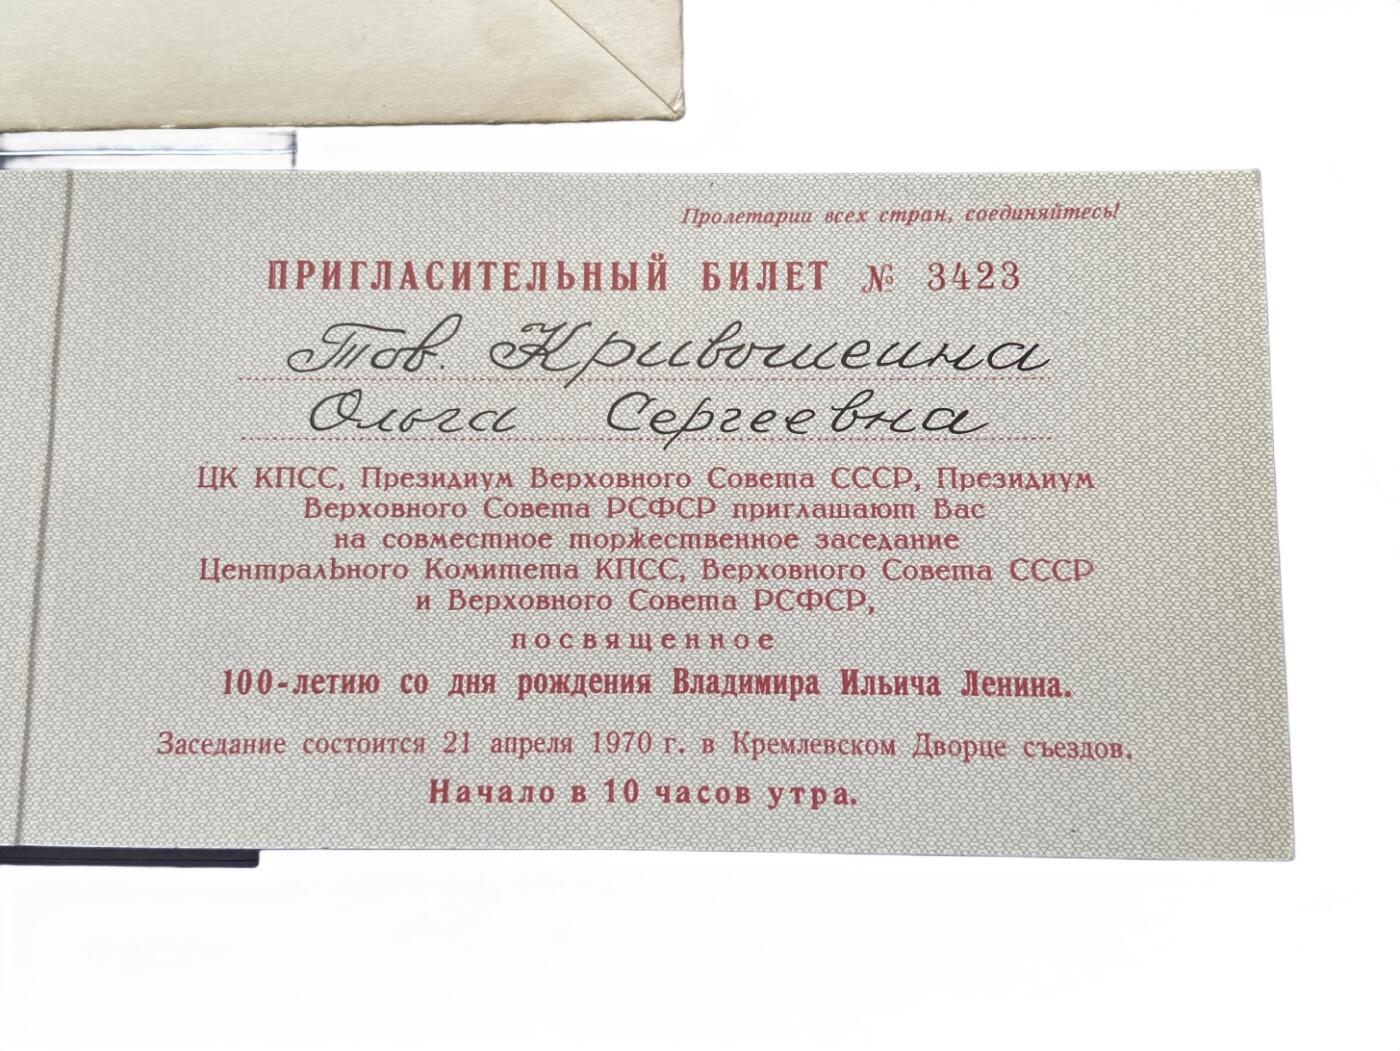 Пролетарии всех стран, соединяйтесь!
ПРИГЛАСИТЕЛЬНЫЙ БИЛЕТ № 3423
Тов. Кривошеина
Ольга Сергеевна
ЦК КПСС, Президиум Верховного Совета СССР, Президиум
Верховного Совета РСФСР приглашают Вас
на совместное торжественное заседание
Центрального Комитета КПСС, Верховного Совета СССР
и Верховного Совета РСФСР,
посвященное
100-летию со дня рождения Владимира Ильича Ленина.
Заседание состоится 21 апреля 1970 г. в Кремлевском Дворце съездов.
Начало в 10 часов утра.